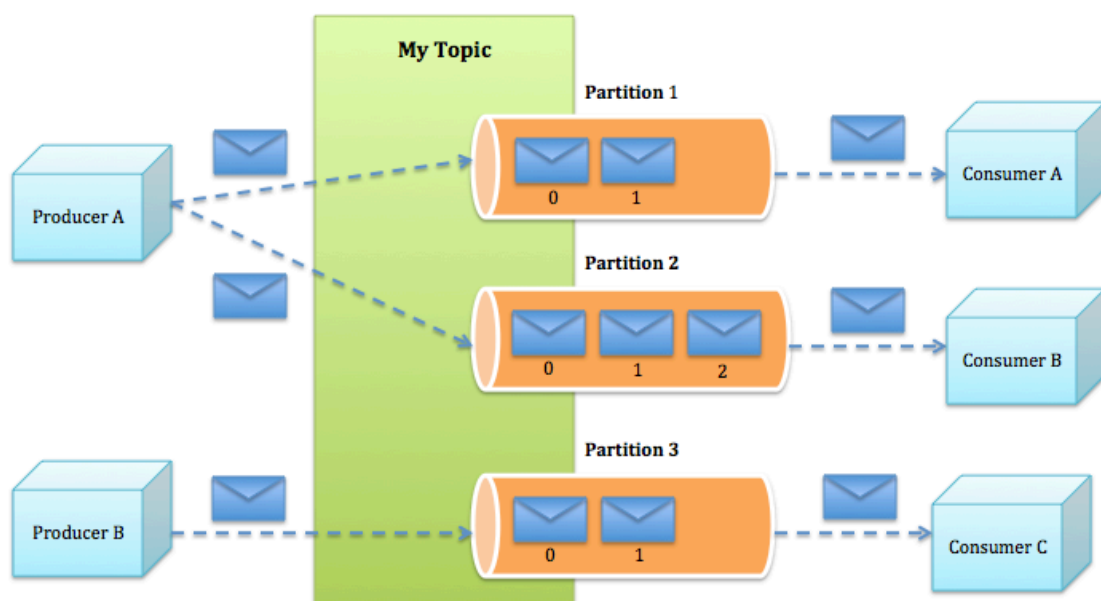 My Topic
Partition 1
0 1
Producer A
Consumer A
Partition 2
0 1 2
Consumer B
Partition 3
0 1
Producer B
Consumer C